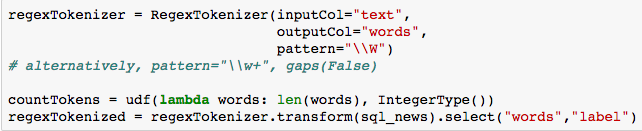 regexTokenizer = RegexTokenizer(inputCol="text",
                                outputCol="words",
                                pattern="\\W")
# alternatively, pattern="\\w+", gaps(False)

countTokens = udf(lambda words: len(words), IntegerType())
regexTokenized = regexTokenizer.transform(sql_news).select("words","label")